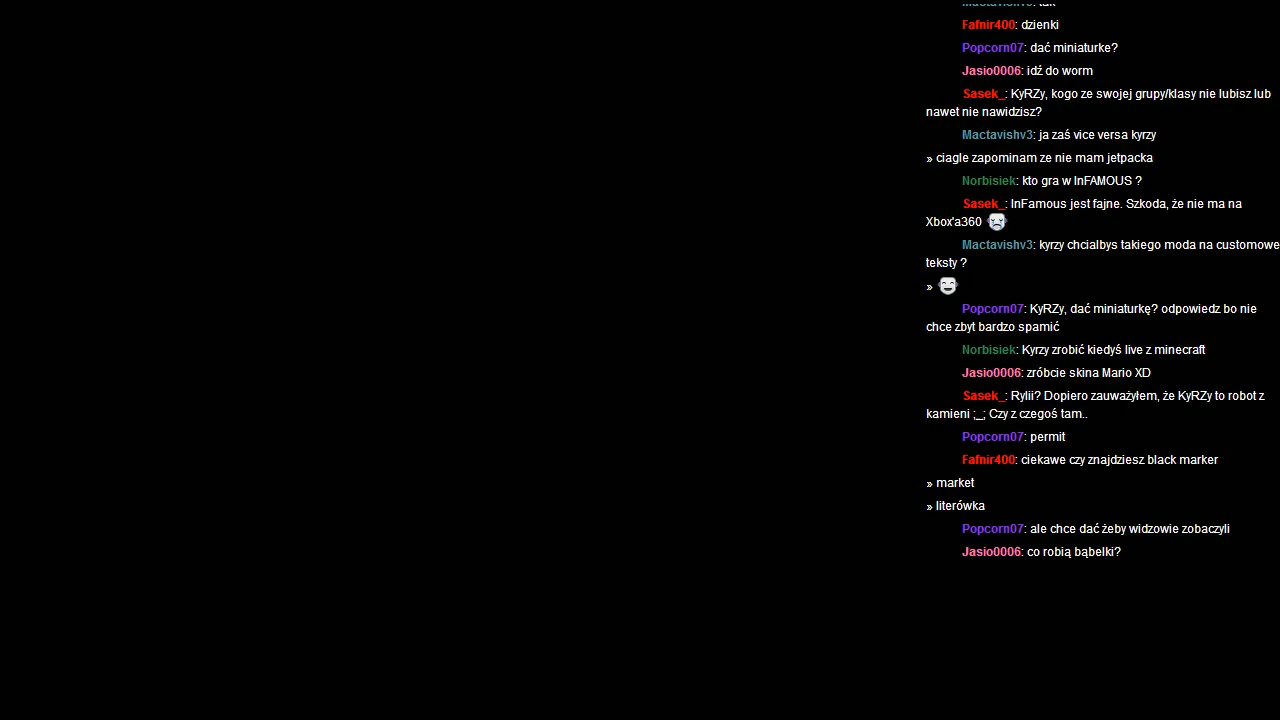 Mactavishv3: tak
Fafnir400: dzienki
Popcorn07: dać miniaturke?
Jasio0006: idź do worm
Sasek_: KyRZy, kogo ze swojej grupy/klasy nie lubisz lub
nawet nie nawidzisz?
Mactavishv3: ja zaś vice versa kyrzy
» ciagle zapominam ze nie mam jetpacka
Norbisiek: kto gra w InFAMOUS ?
Sasek_: InFamous jest fajne. Szkoda, że nie ma na
Xbox'a360
Mactavishv3: kyrzy chcialbys takiego moda na customowe
teksty ?
»
Popcorn07: KyRZy, dać miniaturkę? odpowiedz bo nie
chce zbyt bardzo spamić
Norbisiek: Kyrzy zrobić kiedyś live z minecraft
Jasio0006: zróbcie skina Mario XD
Sasek_: Rylii? Dopiero zauważyłem, że KyRZy to robot z
kamieni ;_; Czy z czegoś tam..
Popcorn07: permit
Fafnir400: ciekawe czy znajdziesz black marker
» market
» literówka
Popcorn07: ale chce dać żeby widzowie zobaczyli
Jasio0006: co robią bąbelki?